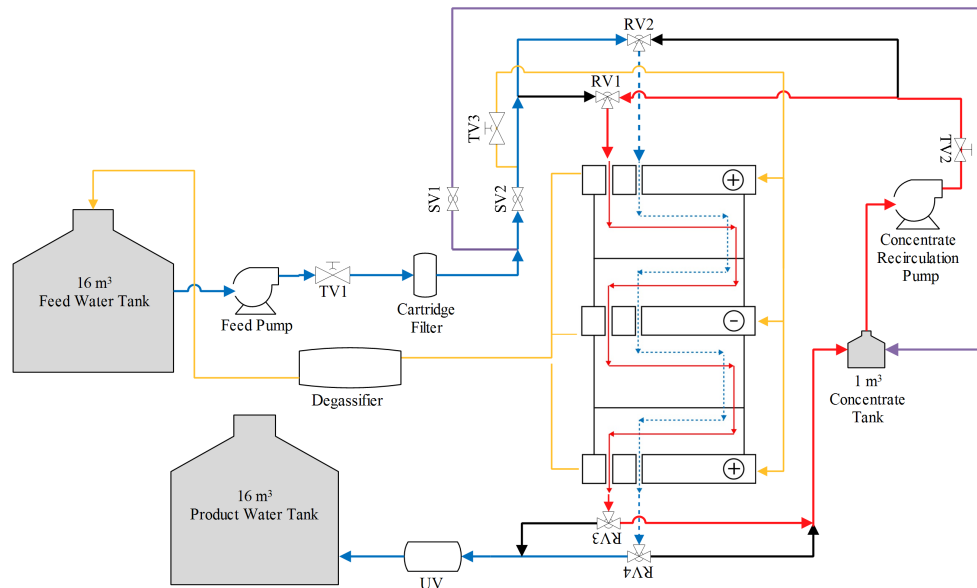 RV2
RV1
TV3
TV2
SV1
SV2
16 m³
Feed Water Tank
Feed Pump
TV1
Cartridge
Filter
Concentrate
Recirculation
Pump
+
−
+
Degassifier
1 m³
Concentrate
Tank
16 m³
Product Water Tank
RV3
RV4
UV